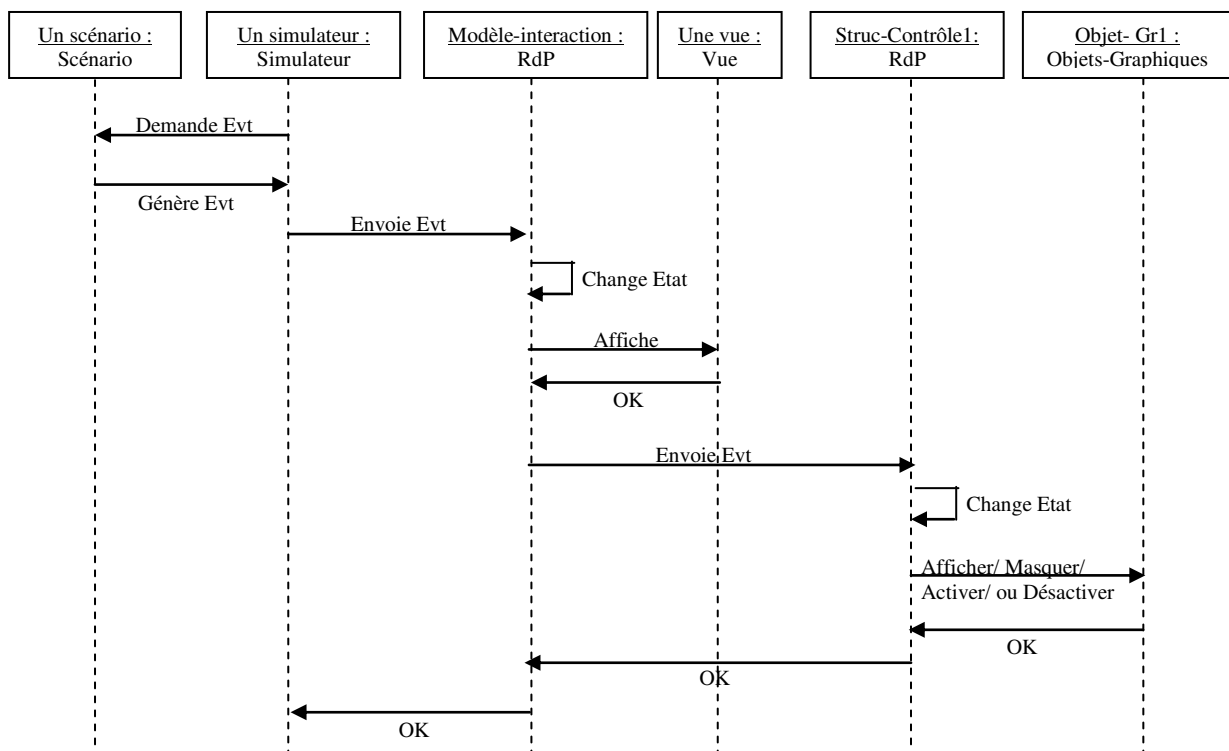 Un scénario :
Scénario
Un simulateur :
Simulateur
Modèle-interaction :
RdP
Une vue :
Vue
Struc-Contrôle1:
RdP
Objet- Gr1 :
Objets-Graphiques
Demande Evt
Génère Evt
Envoie Evt
Change Etat
Affiche
OK
Envoie Evt
Change Etat
Afficher/ Masquer/
Activer/ ou Désactiver
OK
OK
OK